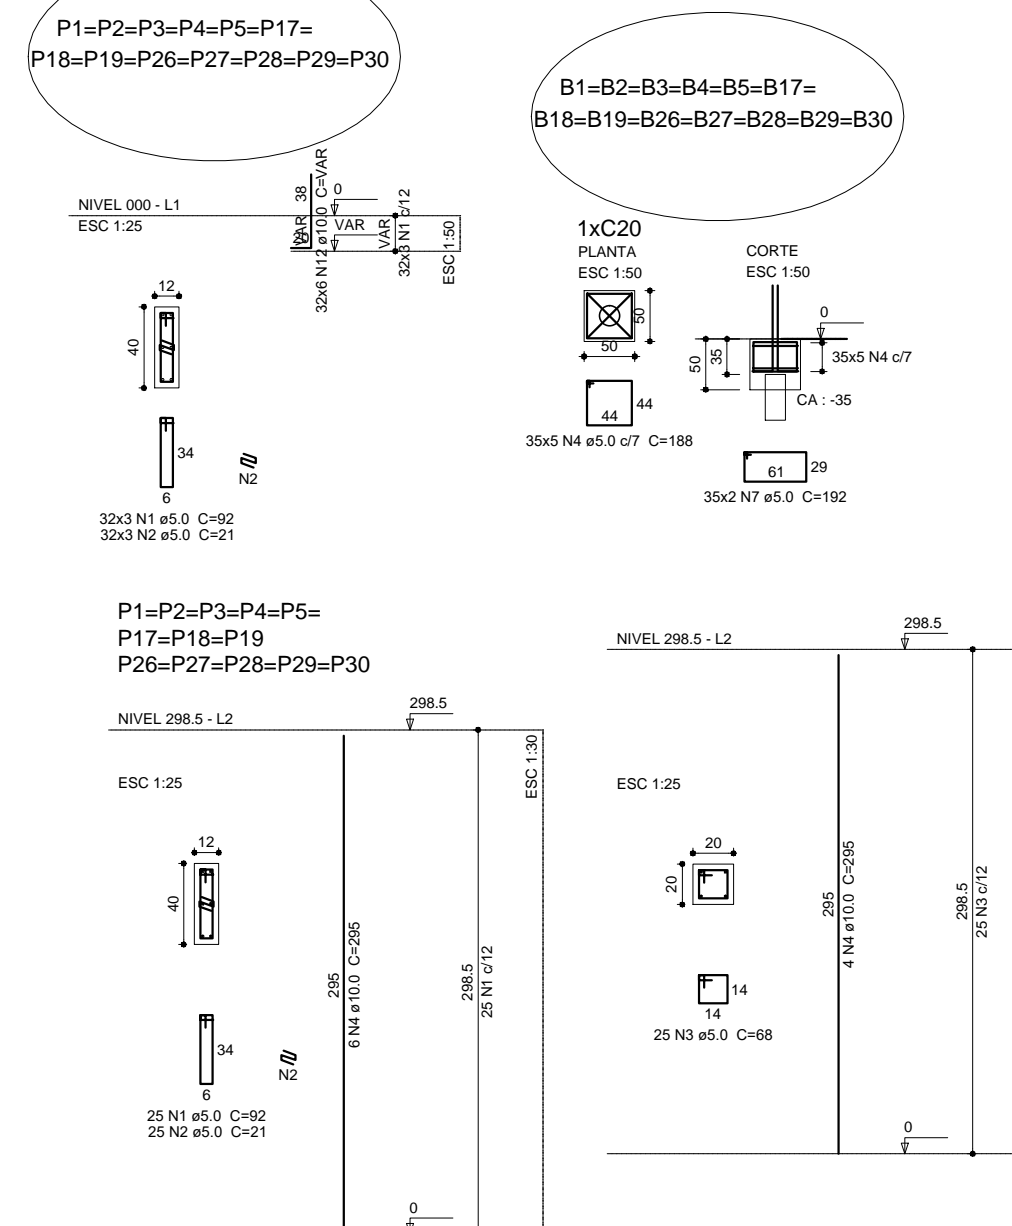 P1=P2=P3=P4=P5=P17=
P18=P19=P26=P27=P28=P29=P30
B1=B2=B3=B4=B5=B17=
B18=B19=B26=B27=B28=B29=B30
NIVEL 000 - L1
ESC 1:25
38
VAR
20
32x6 N12 ø10.0 C=VAR
0
VAR
VAR
32x3 N1 c/12
ESC 1:50
12
40
34
6
N2
32x3 N1 ø5.0 C=92
32x3 N2 ø5.0 C=21
1xC20
PLANTA
ESC 1:50
50
50
44
44
35x5 N4 ø5.0 c/7 C=188
CORTE
ESC 1:50
0
50
35
35x5 N4 c/7
CA : -35
61
29
35x2 N7 ø5.0 C=192
P1=P2=P3=P4=P5=
P17=P18=P19
P26=P27=P28=P29=P30
NIVEL 298.5 - L2
298.5
ESC 1:25
ESC 1:30
12
40
295
6 N4 ø10.0 C=295
298.5
25 N1 c/12
34
6
N2
25 N1 ø5.0 C=92
25 N2 ø5.0 C=21
0
NIVEL 298.5 - L2
298.5
ESC 1:25
20
20
295
4 N4 ø10.0 C=295
298.5
25 N3 c/12
14
14
25 N3 ø5.0 C=68
0